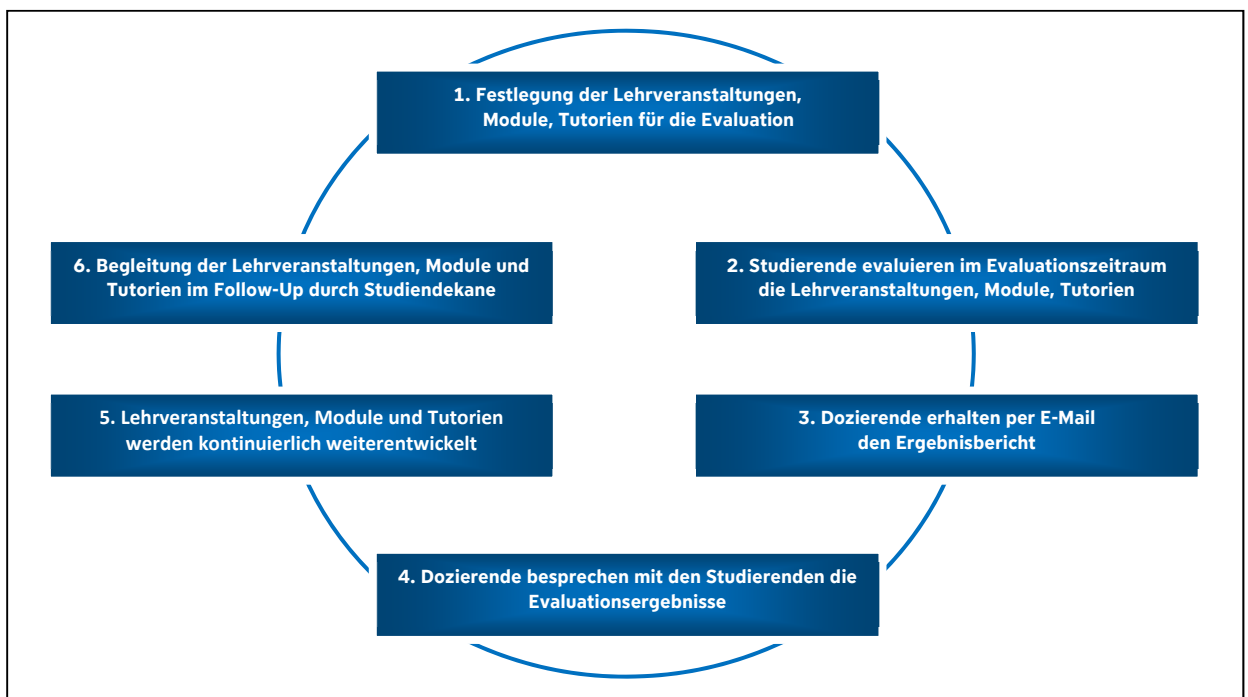 1. Festlegung der Lehrveranstaltungen,
Module, Tutorien für die Evaluation
2. Studierende evaluieren im Evaluationszeitraum
die Lehrveranstaltungen, Module, Tutorien
3. Dozierende erhalten per E-Mail
den Ergebnisbericht
4. Dozierende besprechen mit den Studierenden die
Evaluationsergebnisse
5. Lehrveranstaltungen, Module und Tutorien
werden kontinuierlich weiterentwickelt
6. Begleitung der Lehrveranstaltungen, Module und
Tutorien im Follow-Up durch Studiendekane